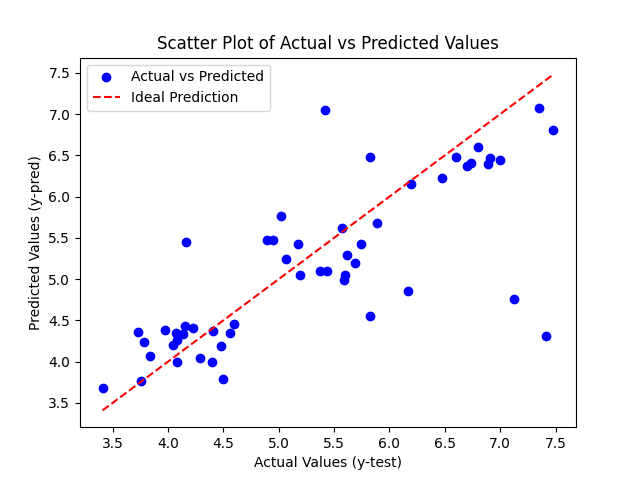 Scatter Plot of Actual vs Predicted Values
Actual vs Predicted
Ideal Prediction
Predicted Values (y-pred)
7.5
7.0
6.5
6.0
5.5
5.0
4.5
4.0
3.5
3.5 4.0 4.5 5.0 5.5 6.0 6.5 7.0 7.5
Actual Values (y-test)